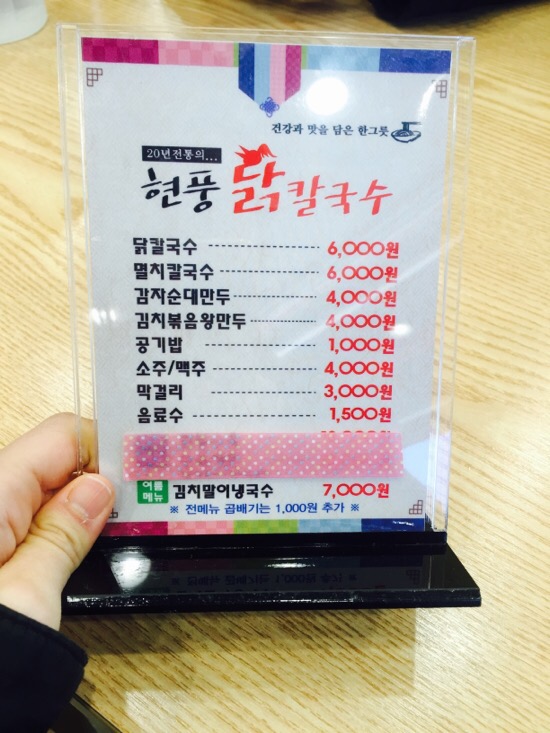 건강과 맛을 담은 한그릇
20년전통의...
현풍 닭칼국수
닭칼국수 6,000원
멸치칼국수 6,000원
감자순대만두 4,000원
김치볶음왕만두 4,000원
공기밥 1,000원
소주/맥주 4,000원
막걸리 3,000원
음료수 1,500원
여름메뉴 김치말이냉국수 7,000원
※ 전메뉴 곱배기는 1,000원 추가 ※